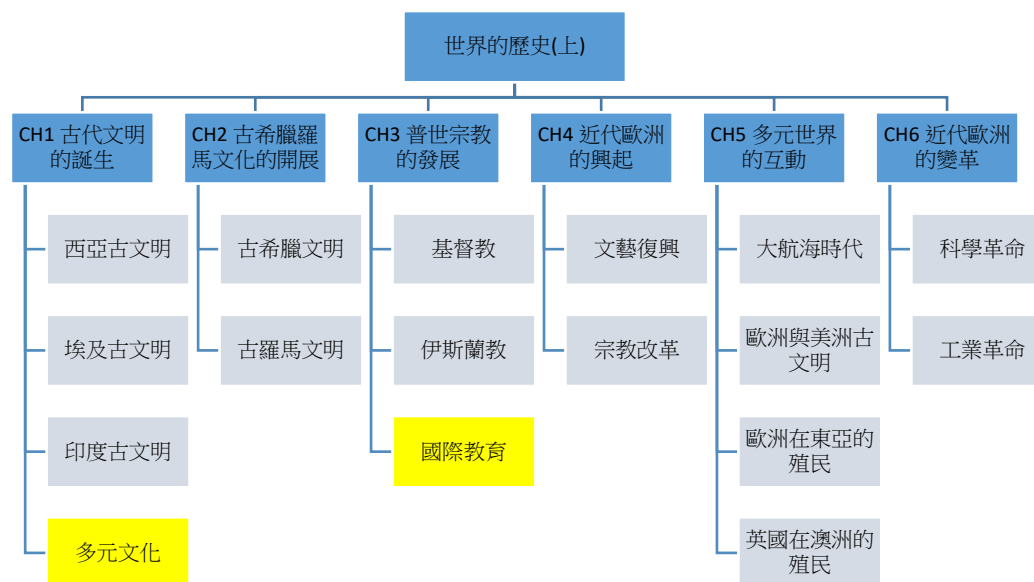 世界的歷史(上)
CH1 古代文明
的誕生
西亞古文明
埃及古文明
印度古文明
多元文化
CH2 古希臘羅
馬文化的開展
古希臘文明
古羅馬文明
CH3 普世宗教
的發展
基督教
伊斯蘭教
國際教育
CH4 近代歐洲
的興起
文藝復興
宗教改革
CH5 多元世界
的互動
大航海時代
歐洲與美洲古
文明
歐洲在東亞的
殖民
英國在澳洲的
殖民
CH6 近代歐洲
的變革
科學革命
工業革命